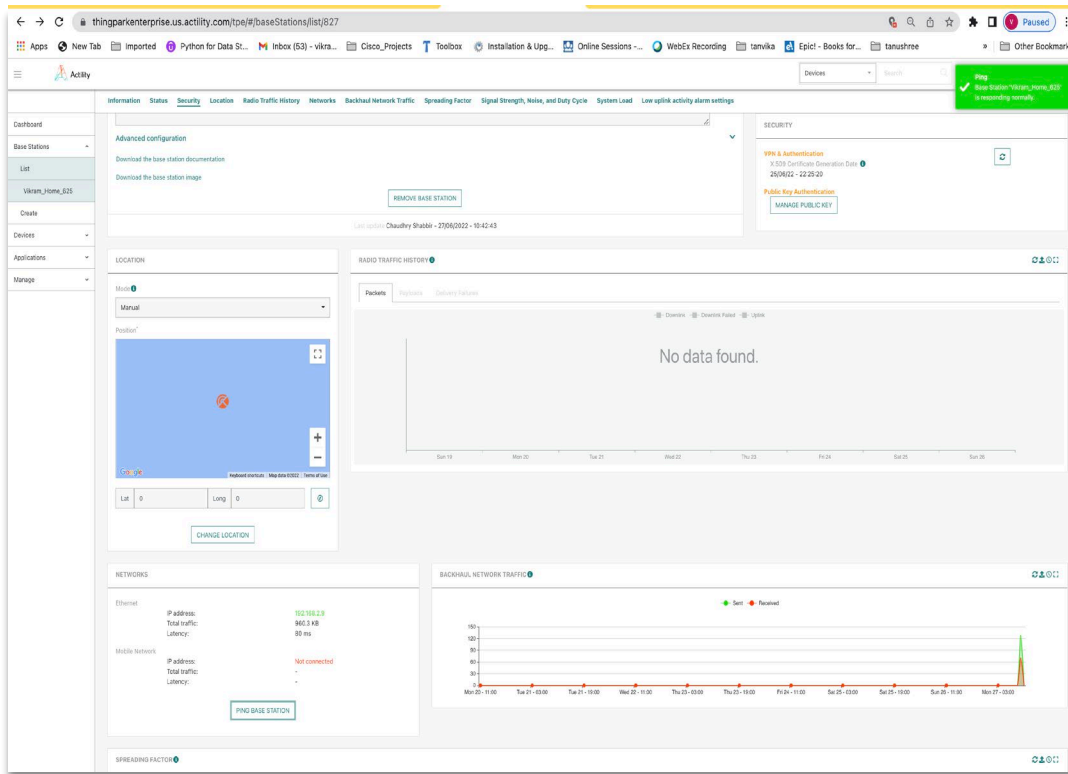 thingparkenterprise.us.actility.com/tpe/#/baseStations/list/827
V Paused
Apps New Tab Imported Python for Data St... Inbox (53) - vikra... Cisco_Projects Toolbox Installation & Upg... Online Sessions -... WebEx Recording tanvika Epic! - Books for... tanushree » Other Bookmark
Actility
Devices Search
Ping
Base Station 'Vikram_Home_625'
is responding normally.
Information Status Security Location Radio Traffic History Networks Backhaul Network Traffic Spreading Factor Signal Strength, Noise, and Duty Cycle System Load Low uplink activity alarm settings
Dashboard
Base Stations
List
Vikram_Home_625
Create
Devices
Applications
Manage
Advanced configuration
Download the base station documentation
Download the base station image
REMOVE BASE STATION
Last update Chaudhry Shabbir - 27/06/2022 - 10:42:43
SECURITY
VPN & Authentication
X.509 Certificate Generation Date
25/06/22 - 22:25:20
Public Key Authentication
MANAGE PUBLIC KEY
LOCATION
Mode
Manual
Position*
+
−
Google
Keyboard shortcuts Map data ©2022 Terms of Use
Lat 0 Long 0
CHANGE LOCATION
RADIO TRAFFIC HISTORY
Packets Payloads Delivery Failures
Downlink Downlink Failed Uplink
No data found.
Sun 19 Mon 20 Tue 21 Wed 22 Thu 23 Fri 24 Sat 25 Sun 26
NETWORKS
Ethernet
IP address: 192.168.2.9
Total traffic: 960.3 KB
Latency: 80 ms
Mobile Network
IP address: Not connected
Total traffic: -
Latency: -
PING BASE STATION
BACKHAUL NETWORK TRAFFIC
Sent Received
150
120
90
60
30
0
Mon 20 - 11:00 Tue 21 - 03:00 Tue 21 - 19:00 Wed 22 - 11:00 Thu 23 - 03:00 Thu 23 - 19:00 Fri 24 - 11:00 Sat 25 - 03:00 Sat 25 - 19:00 Sun 26 - 11:00 Mon 27 - 03:00
SPREADING FACTOR